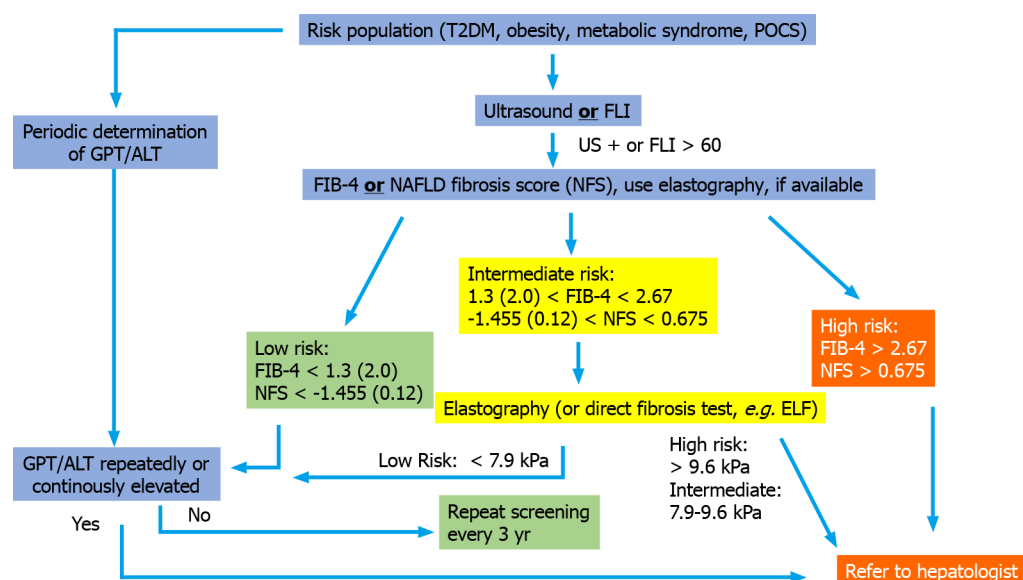 Risk population (T2DM, obesity, metabolic syndrome, POCS)
Ultrasound or FLI
Periodic determination
of GPT/ALT
US + or FLI > 60
FIB-4 or NAFLD fibrosis score (NFS), use elastography, if available
Intermediate risk:
1.3 (2.0) < FIB-4 < 2.67
-1.455 (0.12) < NFS < 0.675
High risk:
FIB-4 > 2.67
NFS > 0.675
Low risk:
FIB-4 < 1.3 (2.0)
NFS < -1.455 (0.12)
Elastography (or direct fibrosis test, e.g. ELF)
High risk:
> 9.6 kPa
Intermediate:
7.9-9.6 kPa
Low Risk: < 7.9 kPa
GPT/ALT repeatedly or
continously elevated
Yes
No
Repeat screening
every 3 yr
Refer to hepatologist